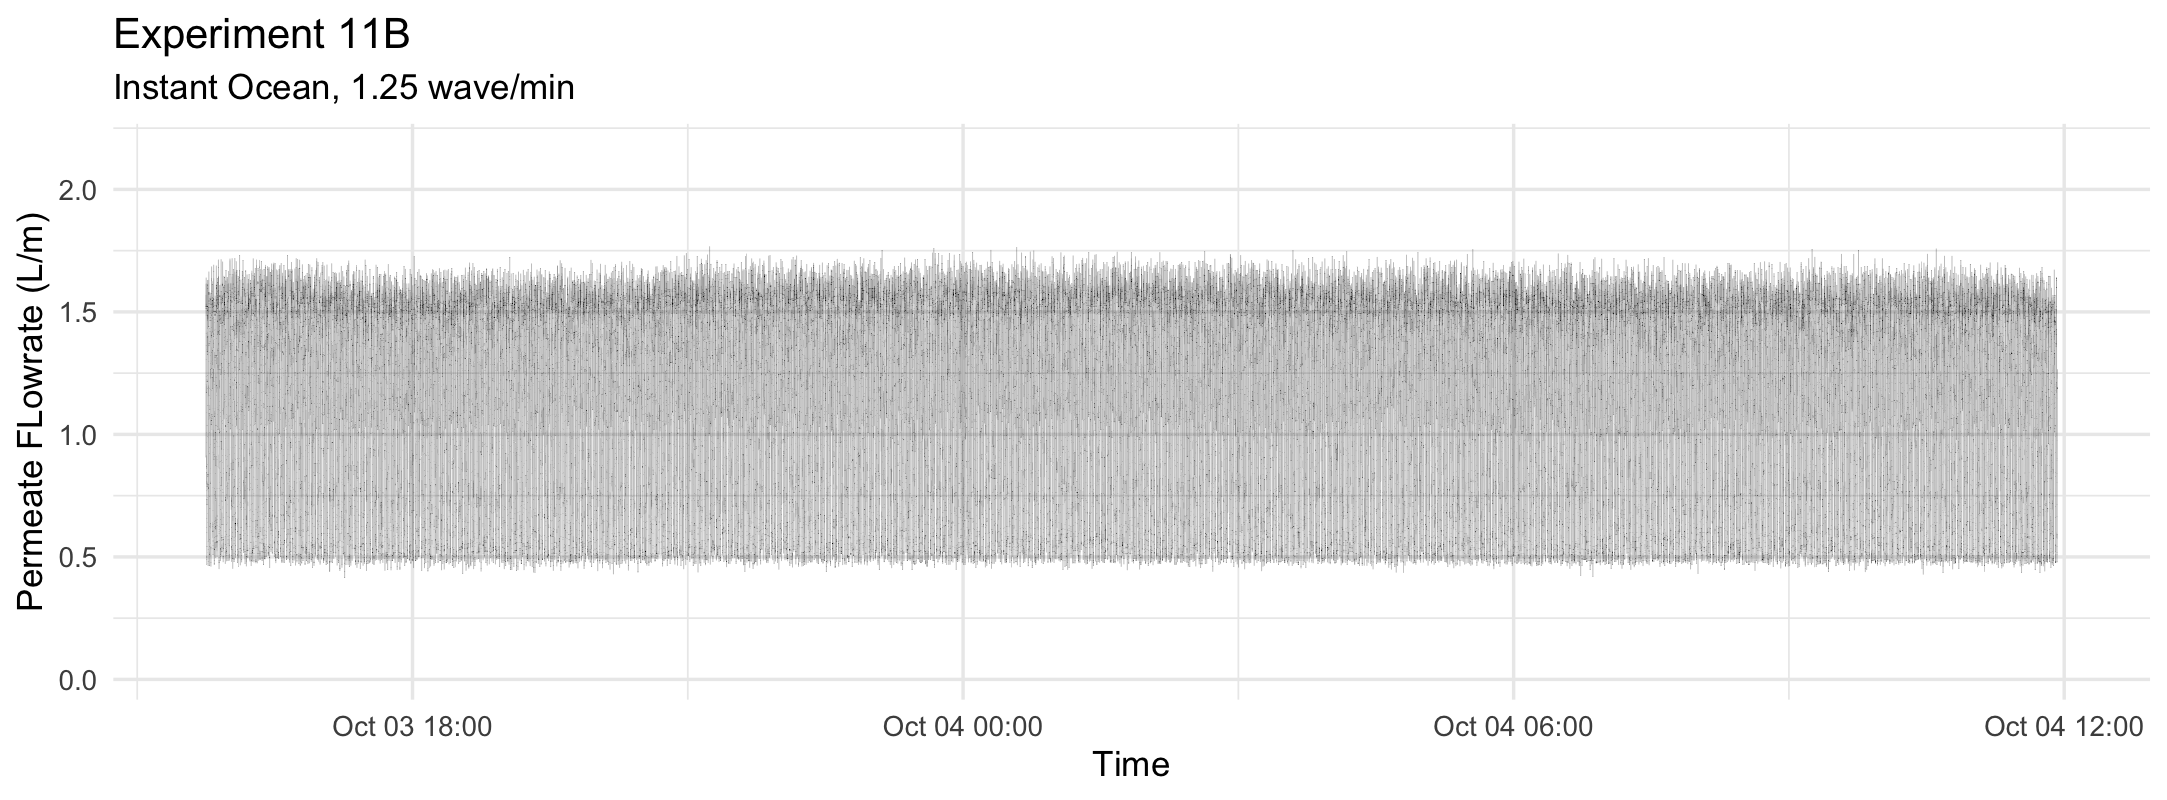 Experiment 11B
Instant Ocean, 1.25 wave/min
Permeate FLowrate (L/m)
2.0
1.5
1.0
0.5
0.0
Oct 03 18:00 Oct 04 00:00 Oct 04 06:00 Oct 04 12:00
Time